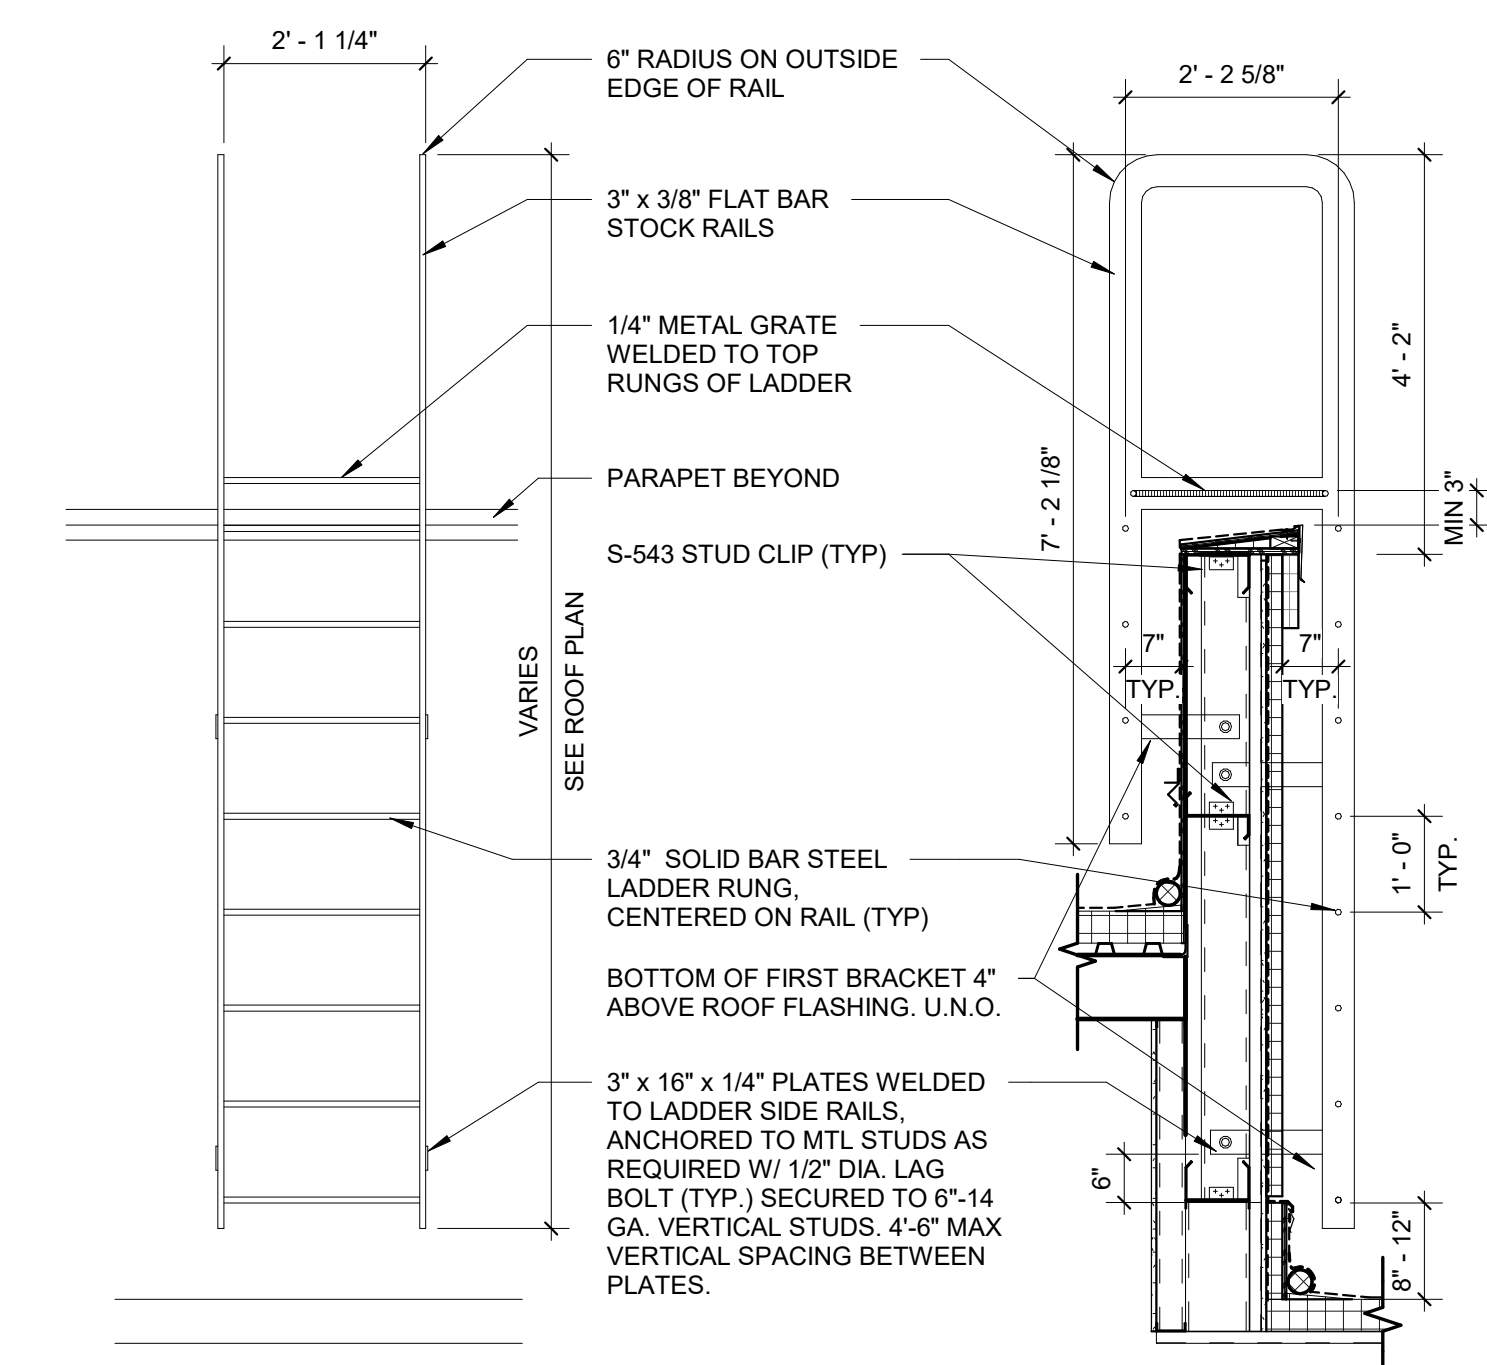 2' - 1 1/4"
6" RADIUS ON OUTSIDE
EDGE OF RAIL
2' - 2 5/8"
3" x 3/8" FLAT BAR
STOCK RAILS
1/4" METAL GRATE
WELDED TO TOP
RUNGS OF LADDER
4' - 2"
PARAPET BEYOND
7' - 2 1/8"
MIN 3"
S-543 STUD CLIP (TYP)
VARIES
SEE ROOF PLAN
7"
TYP.
7"
TYP.
3/4"  SOLID BAR STEEL
LADDER RUNG,
CENTERED ON RAIL (TYP)
1' - 0"
TYP.
BOTTOM OF FIRST BRACKET 4"
ABOVE ROOF FLASHING. U.N.O.
3" x 16" x 1/4" PLATES WELDED
TO LADDER SIDE RAILS,
ANCHORED TO MTL STUDS AS
REQUIRED W/ 1/2" DIA. LAG
BOLT (TYP.) SECURED TO 6"-14
GA. VERTICAL STUDS. 4'-6" MAX
VERTICAL SPACING BETWEEN
PLATES.
6"
8" - 12"